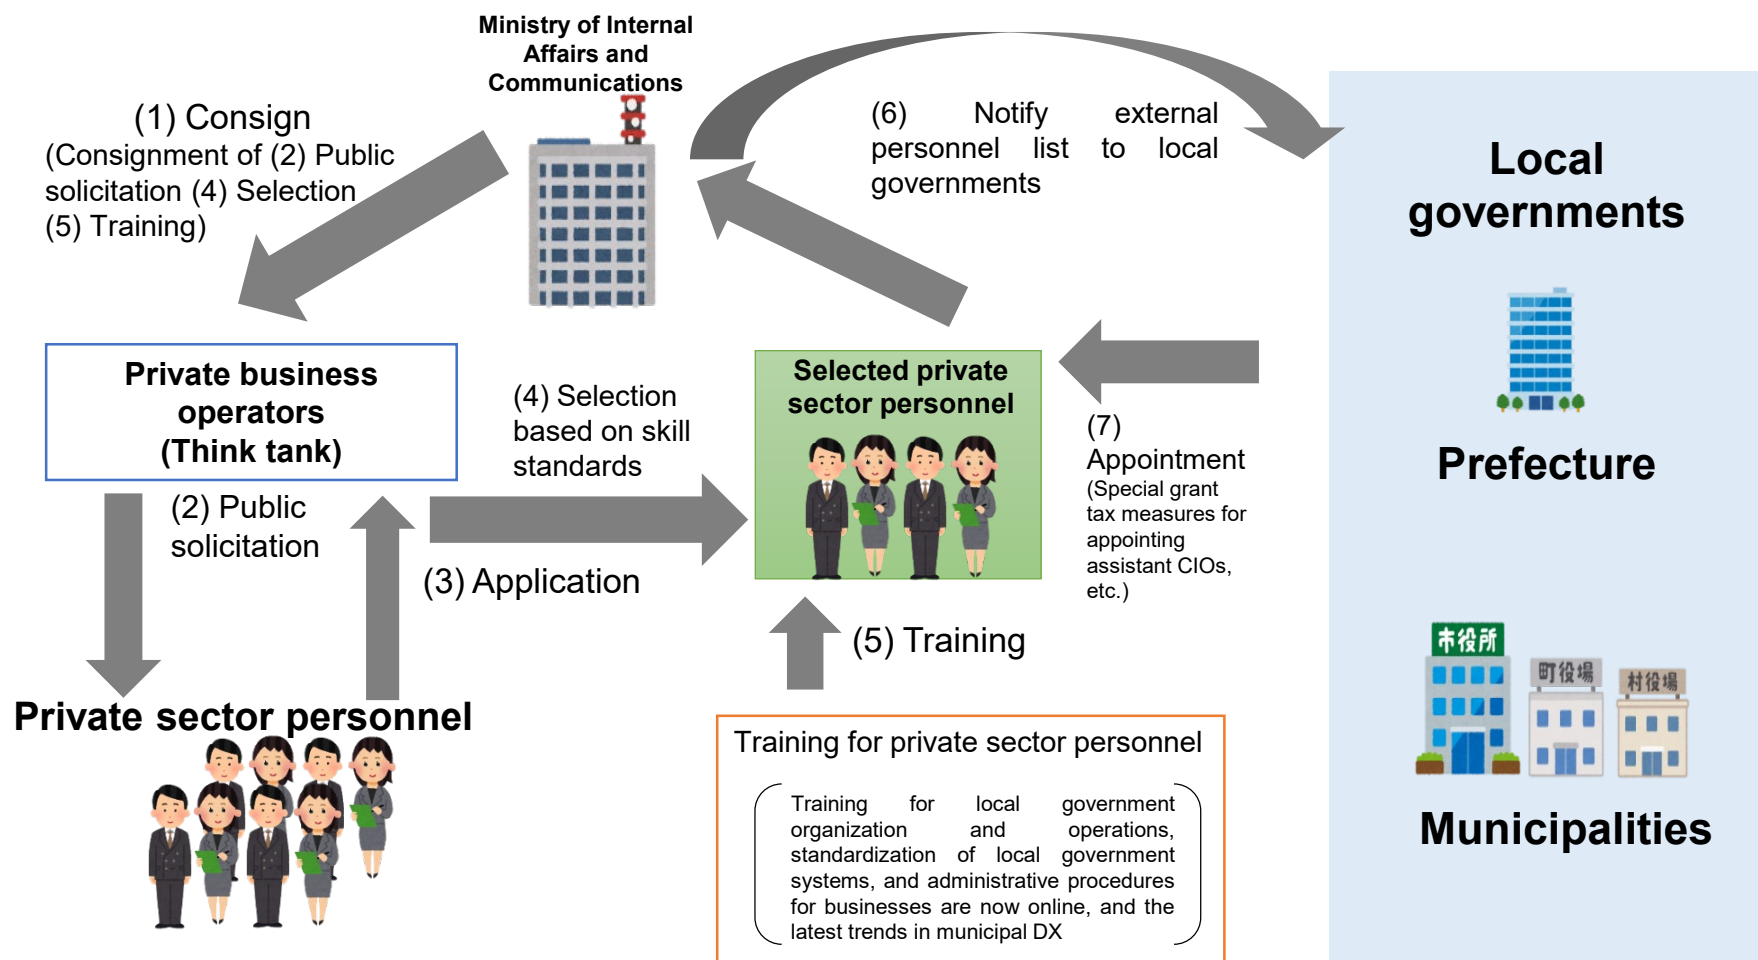 Ministry of Internal
Affairs and
Communications
(1) Consign
(Consignment of (2) Public
solicitation (4) Selection
(5) Training)
(6) Notify external
personnel list to local
governments
Local
governments
Private business
operators
(Think tank)
(4) Selection
based on skill
standards
Selected private
sector personnel
(7)
Appointment
(Special grant
tax measures for
appointing
assistant CIOs,
etc.)
Prefecture
(2) Public
solicitation
(3) Application
(5) Training
市役所
町役場
村役場
Private sector personnel
Training for private sector personnel
Training for local government
organization and operations,
standardization of local government
systems, and administrative procedures
for businesses are now online, and the
latest trends in municipal DX
Municipalities